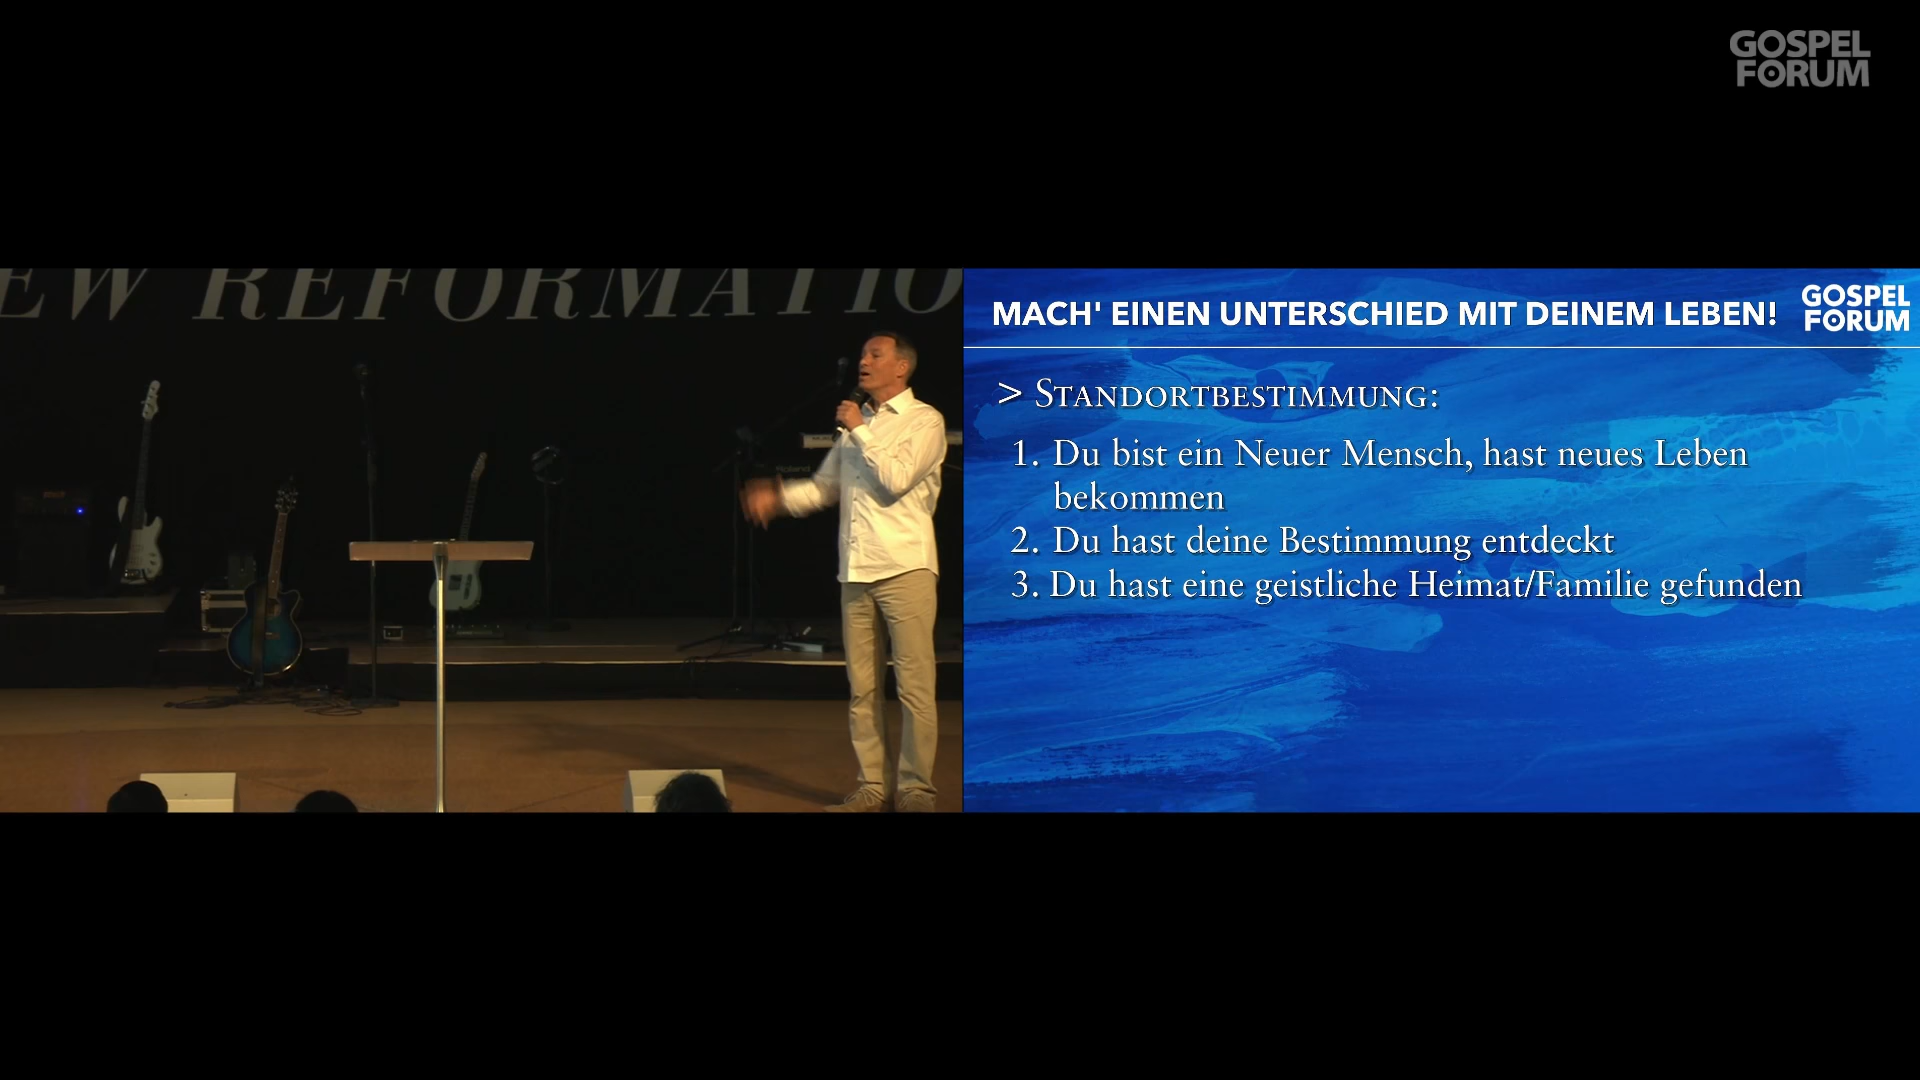 GOSPEL
FORUM
EW REFORMATIO
MACH' EINEN UNTERSCHIED MIT DEINEM LEBEN!
GOSPEL
FORUM
> STANDORTBESTIMMUNG:
1. Du bist ein Neuer Mensch, hast neues Leben
bekommen
2. Du hast deine Bestimmung entdeckt
3. Du hast eine geistliche Heimat/Familie gefunden
Roland